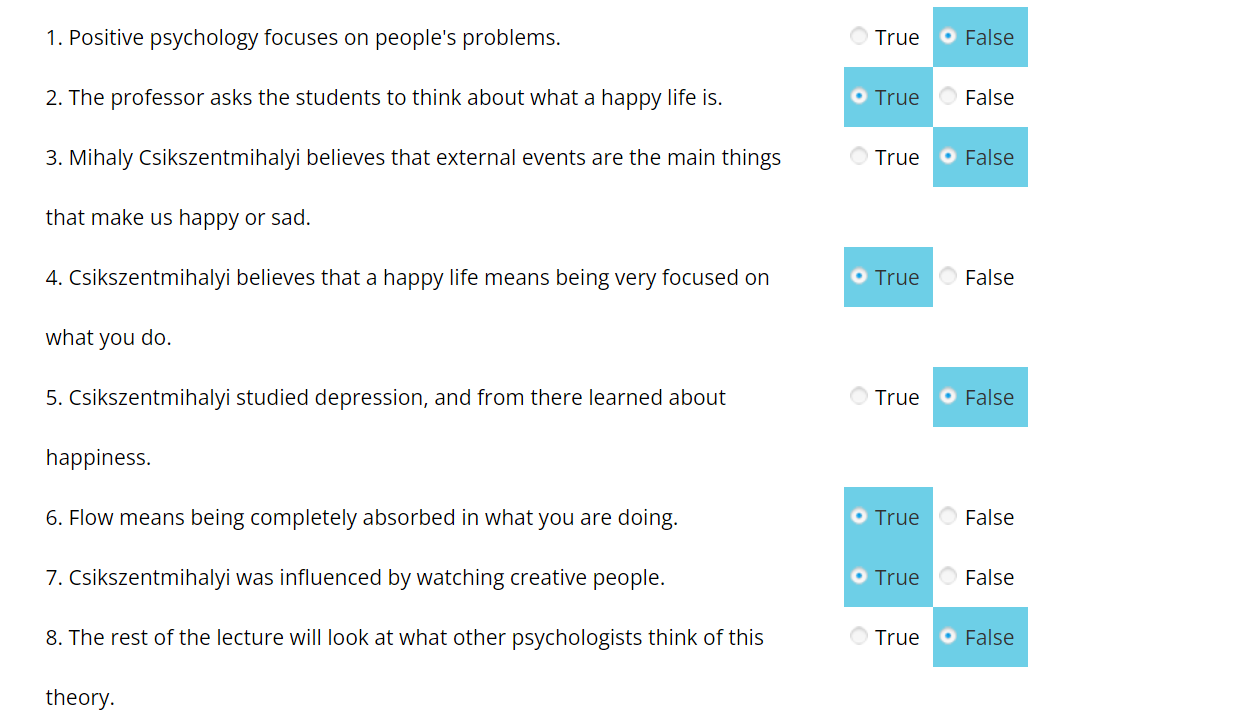 1. Positive psychology focuses on people's problems. True False
2. The professor asks the students to think about what a happy life is. True False
3. Mihaly Csikszentmihalyi believes that external events are the main things True False
that make us happy or sad.
4. Csikszentmihalyi believes that a happy life means being very focused on True False
what you do.
5. Csikszentmihalyi studied depression, and from there learned about True False
happiness.
6. Flow means being completely absorbed in what you are doing. True False
7. Csikszentmihalyi was influenced by watching creative people. True False
8. The rest of the lecture will look at what other psychologists think of this True False
theory.